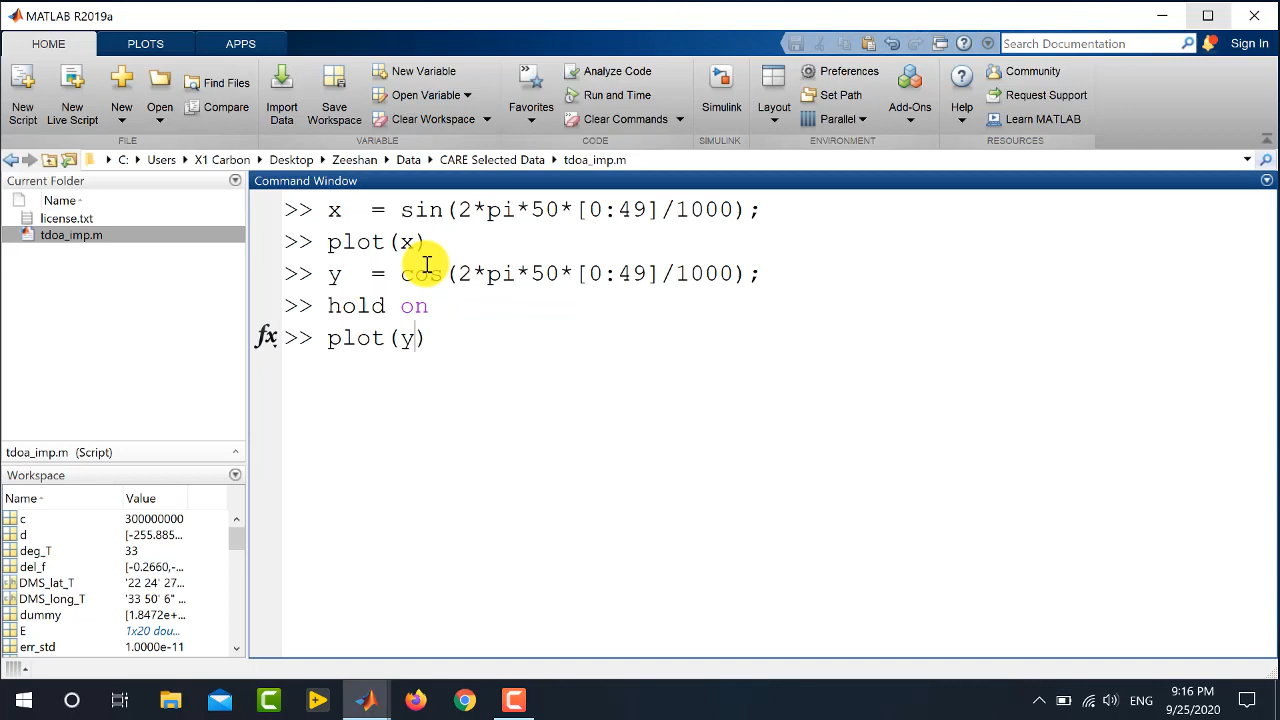 MATLAB R2019a
HOME PLOTS APPS Search Documentation Sign In
New Script
New Live Script
New
Open
Find Files
Compare
FILE
Import Data
Save Workspace
New Variable
Open Variable
Clear Workspace
VARIABLE
Favorites
Analyze Code
Run and Time
Clear Commands
CODE
Simulink
SIMULINK
Layout
Preferences
Set Path
Parallel
Add-Ons
ENVIRONMENT
Help
Community
Request Support
Learn MATLAB
RESOURCES
C: Users X1 Carbon Desktop Zeeshan Data CARE Selected Data tdoa_imp.m
Current Folder
Name
license.txt
tdoa_imp.m
tdoa_imp.m (Script)
Workspace
Name Value
c 300000000
d [-255.885...
deg_T 33
del_f [-0.2660,-...
DMS_lat_T '22 24' 27...
DMS_long_T '33 50' 6" ...
dummy [1.8472e+...
E 1x20 dou...
err_std 1.0000e-11
Command Window
>> x = sin(2*pi*50*[0:49]/1000);
>> plot(x)
>> y = cos(2*pi*50*[0:49]/1000);
>> hold on
fx >> plot(y)
ENG
9:16 PM
9/25/2020